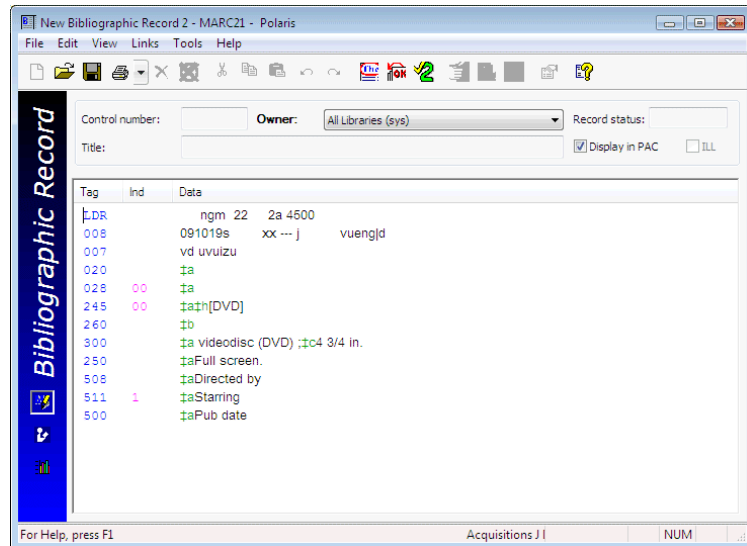 New Bibliographic Record 2 - MARC21 - Polaris
File Edit View Links Tools Help
Bibliographic Record
Control number: Owner: All Libraries (sys) Record status:
Title: Display in PAC ILL
Tag Ind Data
LDR ngm 22 2a 4500
008 091019s xx --- j vueng|d
007 vd uvuizu
020 ‡a
028 00 ‡a
245 00 ‡a‡h[DVD]
260 ‡b
300 ‡a videodisc (DVD) ;‡c4 3/4 in.
250 ‡aFull screen.
508 ‡aDirected by
511 1 ‡aStarring
500 ‡aPub date
For Help, press F1 Acquisitions J I NUM